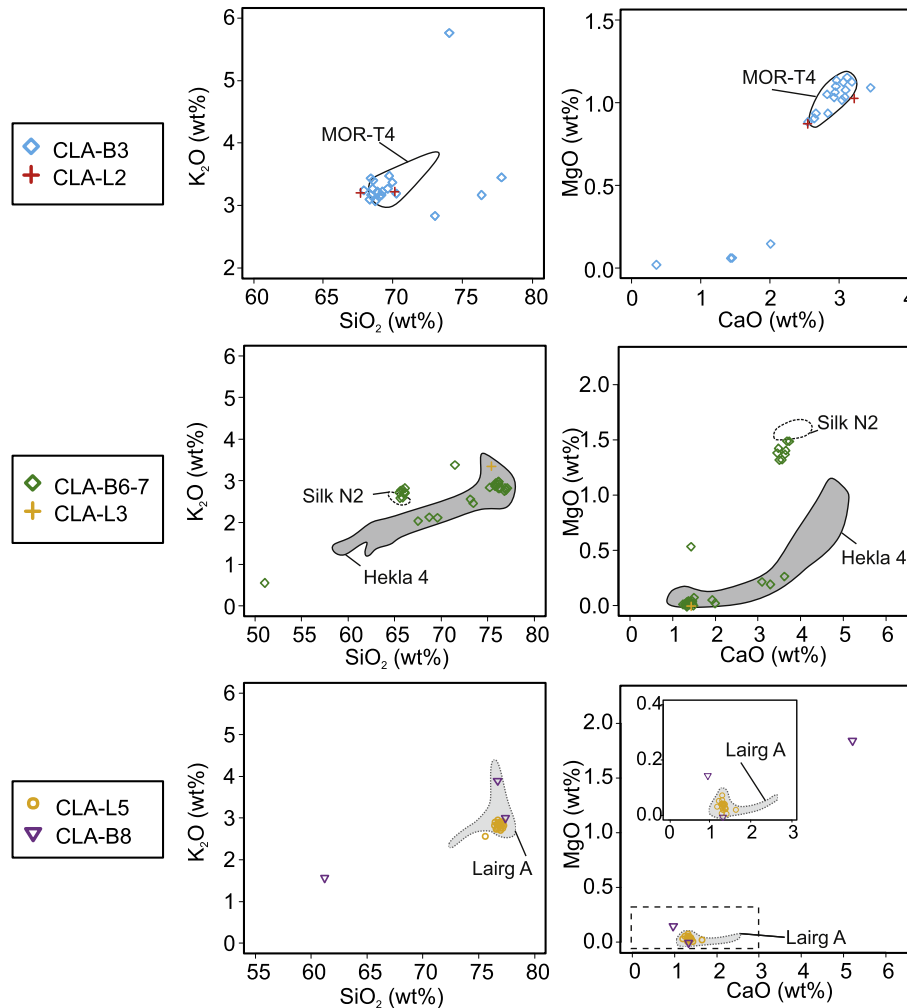 CLA-B3
CLA-L2
K₂O (wt%)
6
5
4
3
2
MOR-T4
60 65 70 75 80
SiO₂ (wt%)
MgO (wt%)
1.5
1.0
0.5
0.0
MOR-T4
0 1 2 3 4
CaO (wt%)
CLA-B6-7
CLA-L3
K₂O (wt%)
6
5
4
3
2
1
0
Silk N2
Hekla 4
50 55 60 65 70 75 80
SiO₂ (wt%)
MgO (wt%)
2.0
1.5
1.0
0.5
0.0
Silk N2
Hekla 4
0 1 2 3 4 5 6
CaO (wt%)
CLA-L5
CLA-B8
K₂O (wt%)
6
5
4
3
2
1
0
Lairg A
55 60 65 70 75 80
SiO₂ (wt%)
MgO (wt%)
2.0
1.5
1.0
0.5
0.0
0.4
0.2
0.0
Lairg A
0 1 2 3
Lairg A
0 1 2 3 4 5 6
CaO (wt%)